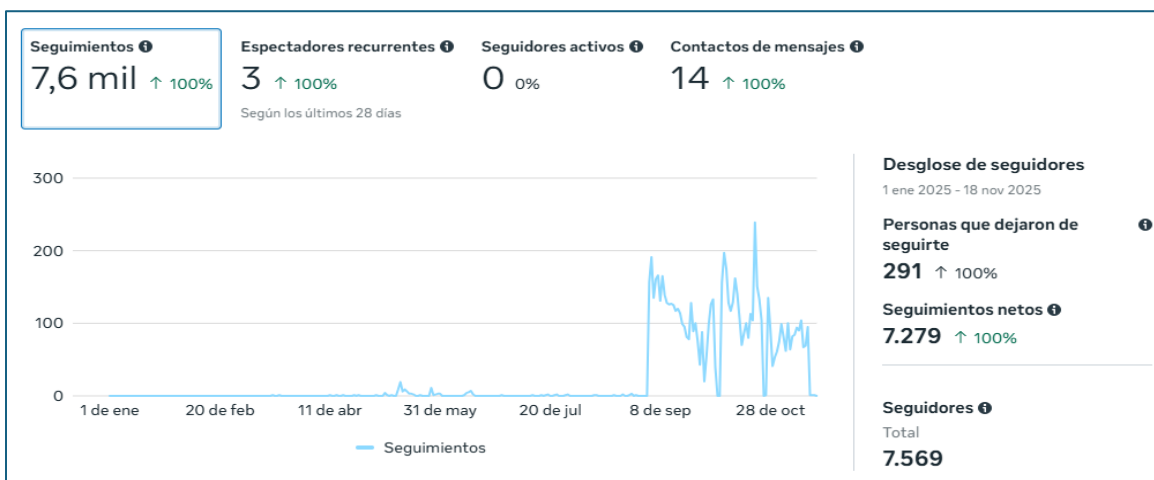 Seguimientos
7,6 mil ↑ 100%
Espectadores recurrentes
3 ↑ 100%
Según los últimos 28 días
Seguidores activos
0 0%
Contactos de mensajes
14 ↑ 100%
300
200
100
0
1 de ene 20 de feb 11 de abr 31 de may 20 de jul 8 de sep 28 de oct
Seguimientos
Desglose de seguidores
1 ene 2025 - 18 nov 2025
Personas que dejaron de
seguirte
291 ↑ 100%
Seguimientos netos
7.279 ↑ 100%
Seguidores
Total
7.569